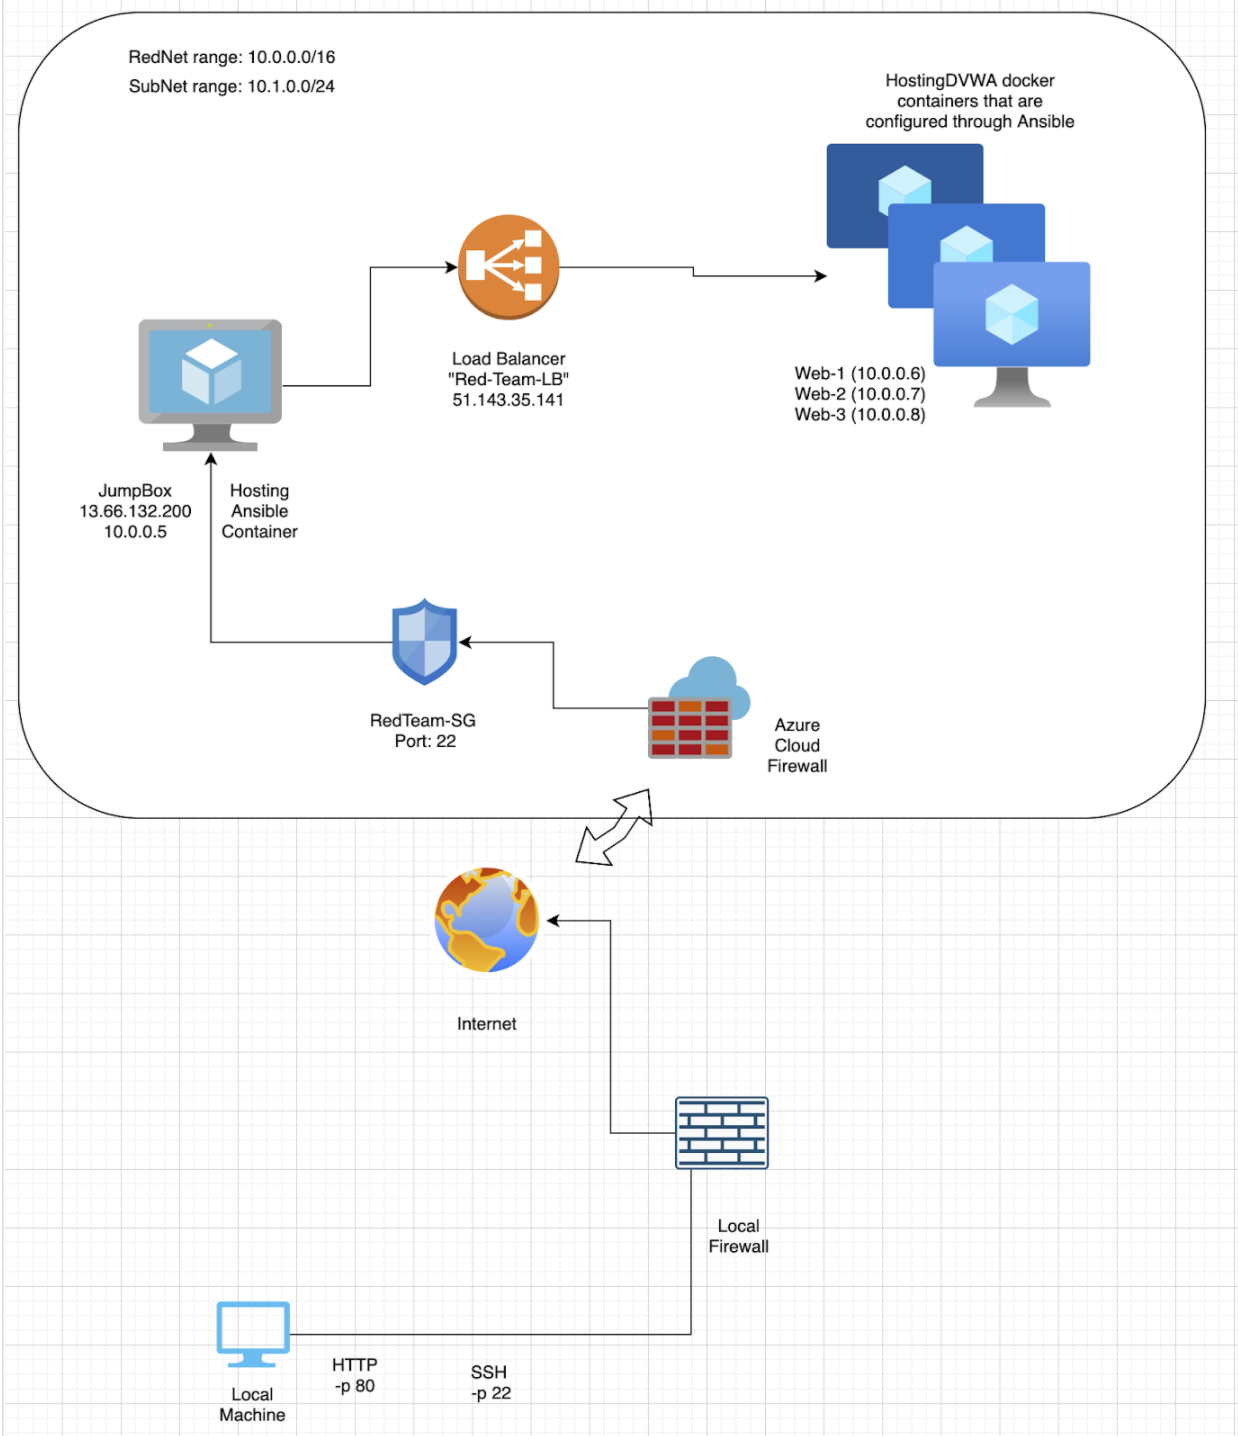 RedNet range: 10.0.0.0/16
SubNet range: 10.1.0.0/24
HostingDVWA docker
containers that are
configured through Ansible
Load Balancer
"Red-Team-LB"
51.143.35.141
Web-1 (10.0.0.6)
Web-2 (10.0.0.7)
Web-3 (10.0.0.8)
JumpBox
13.66.132.200
10.0.0.5
Hosting
Ansible
Container
RedTeam-SG
Port: 22
Azure
Cloud
Firewall
Internet
Local
Firewall
HTTP
-p 80
SSH
-p 22
Local
Machine